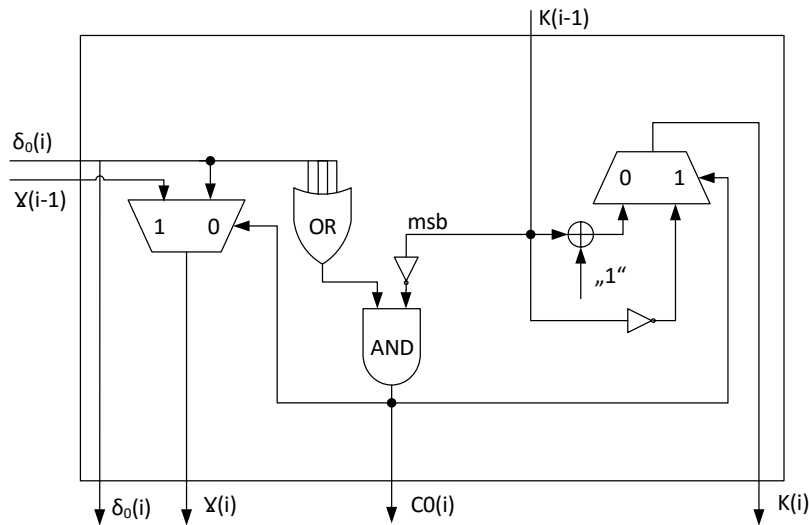 K(i-1)
δ₀(i)
Ɣ(i-1)
1 0
OR
msb
0 1
„1“
AND
δ₀(i)
Ɣ(i)
C0(i)
K(i)